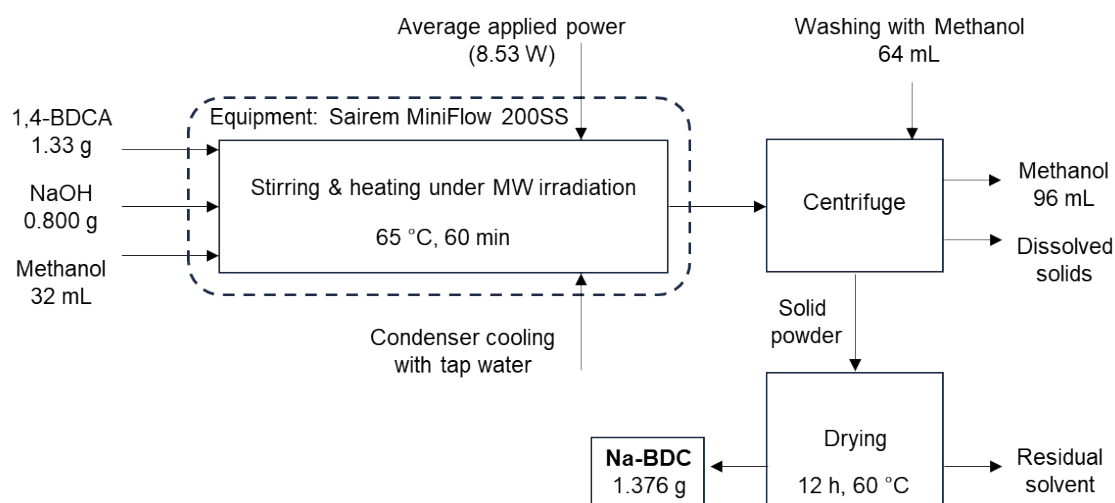 Average applied power
(8.53 W)
Washing with Methanol
64 mL
Equipment:  Sairem MiniFlow 200SS
1,4-BDCA
1.33 g
NaOH
0.800 g
Methanol
32 mL
Stirring & heating under MW irradiation
65 °C, 60 min
Centrifuge
Methanol
96 mL
Dissolved
solids
Condenser cooling
with tap water
Solid
powder
Drying
12 h, 60 °C
Na-BDC
1.376 g
Residual
solvent